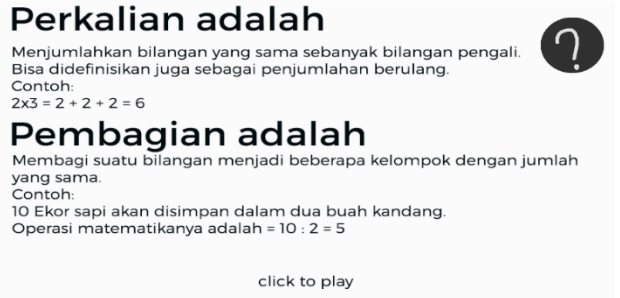 Perkalian adalah
?
Menjumlahkan bilangan yang sama sebanyak bilangan pengali.
Bisa didefinisikan juga sebagai penjumlahan berulang.
Contoh:
2x3 = 2 + 2 + 2 = 6
Pembagian adalah
Membagi suatu bilangan menjadi beberapa kelompok dengan jumlah
yang sama.
Contoh:
10 Ekor sapi akan disimpan dalam dua buah kandang.
Operasi matematikanya adalah = 10 : 2 = 5
click to play